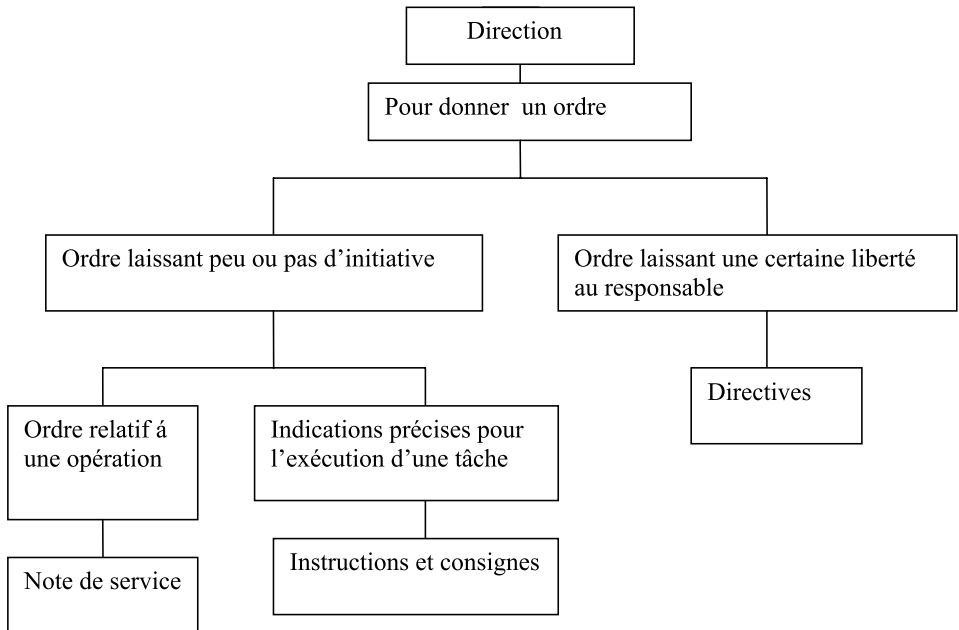 Direction
Pour donner un ordre
Ordre laissant peu ou pas d’initiative
Ordre laissant une certaine liberté
au responsable
Directives
Ordre relatif á
une opération
Indications précises pour
l’exécution d’une tâche
Note de service
Instructions et consignes